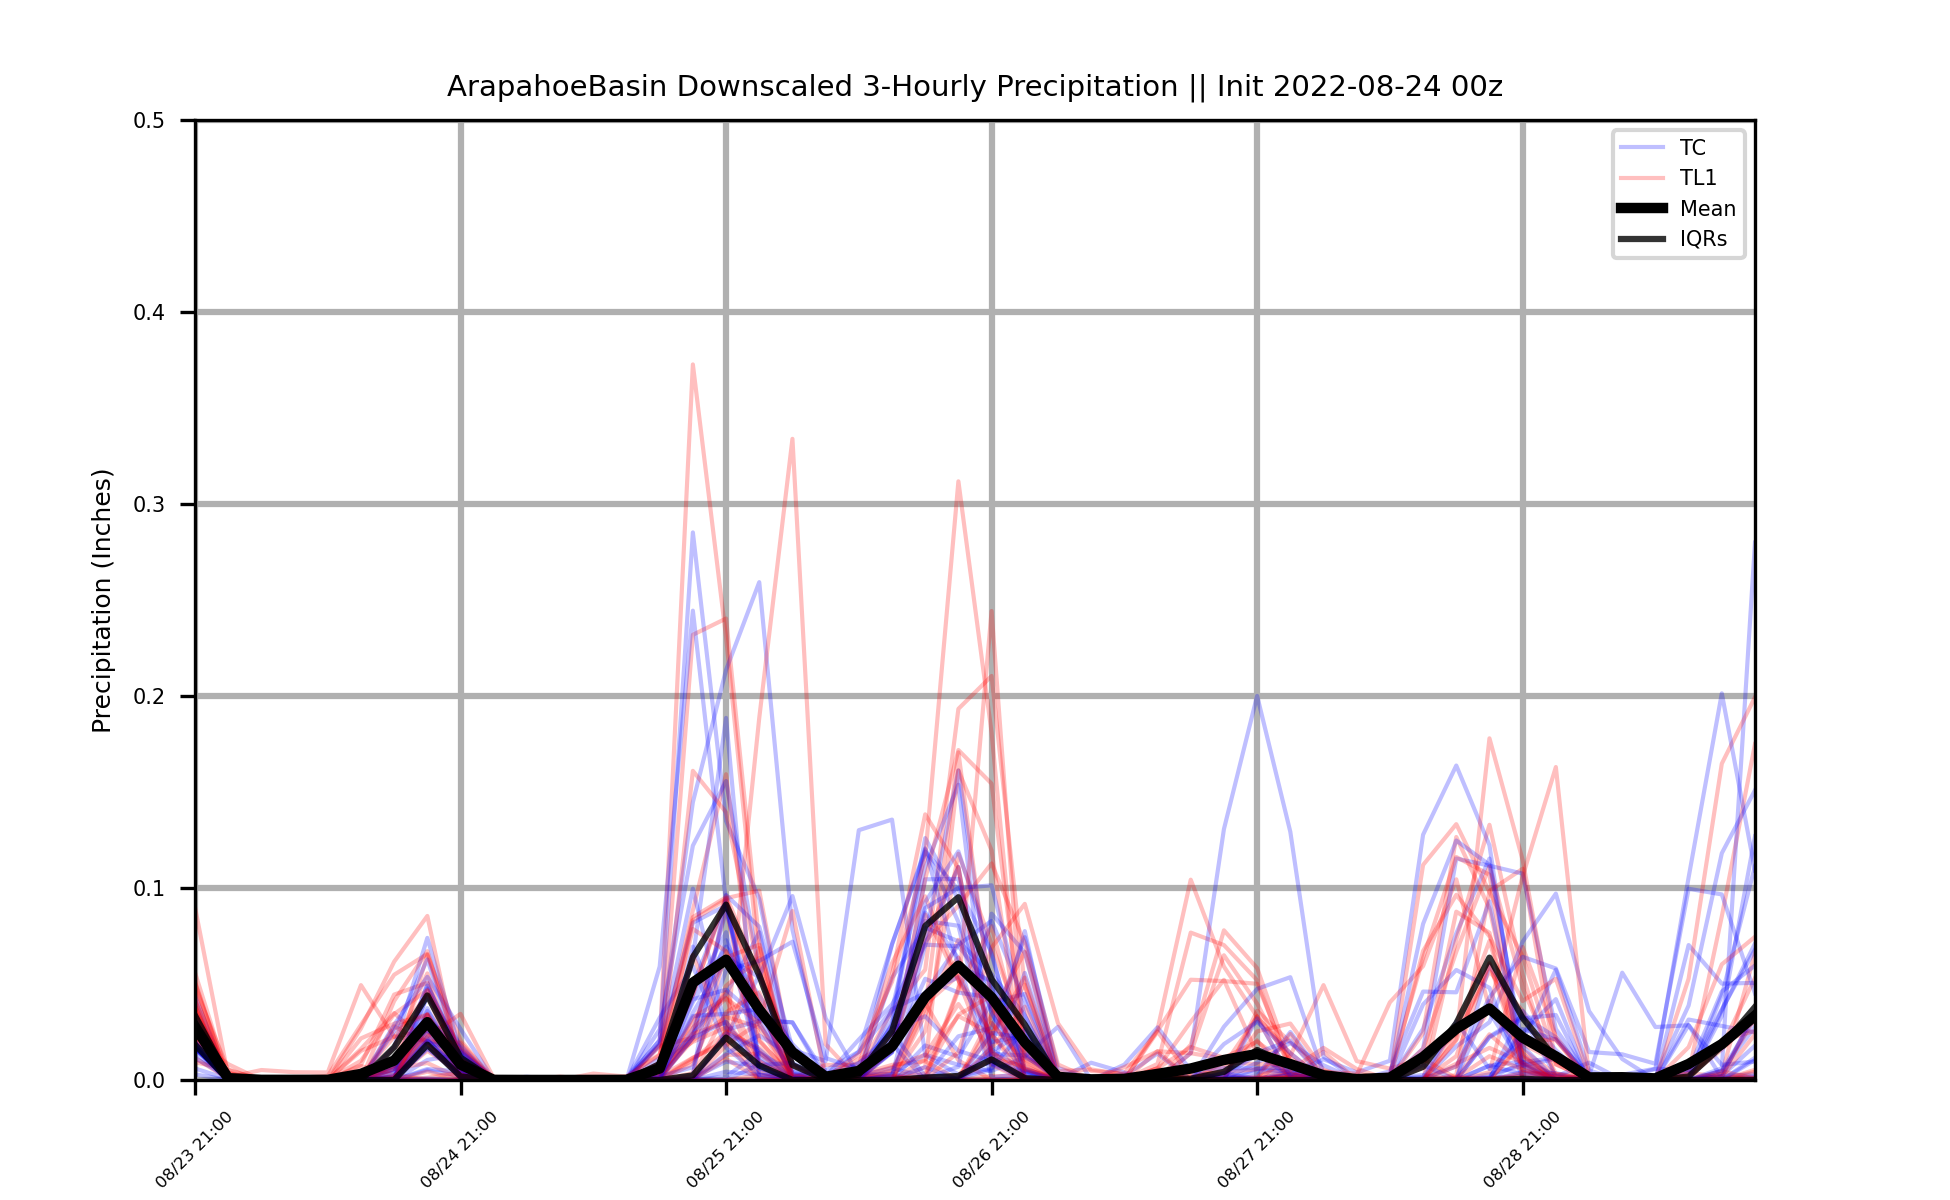 ArapahoeBasin Downscaled 3-Hourly Precipitation || Init 2022-08-24 00z
0.5
0.4
0.3
0.2
0.1
0.0
Precipitation (Inches)
TC
TL1
Mean
IQRs
08/23 21:00
08/24 21:00
08/25 21:00
08/26 21:00
08/27 21:00
08/28 21:00